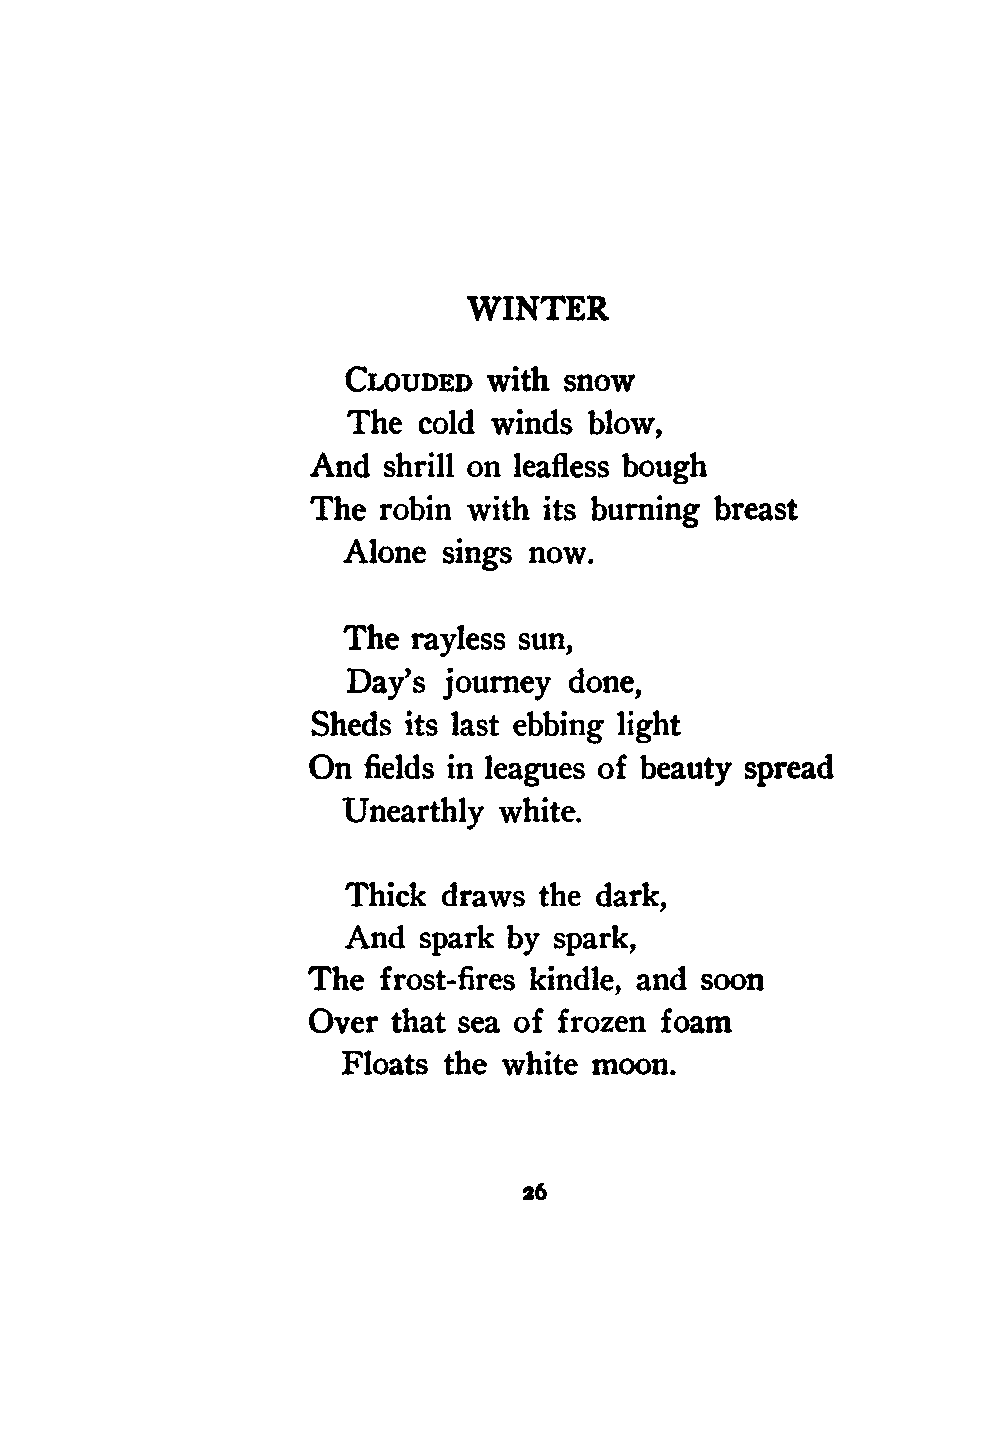 WINTER
CLOUDED with snow
The cold winds blow,
And shrill on leafless bough
The robin with its burning breast
Alone sings now.
The rayless sun,
Day's journey done,
Sheds its last ebbing light
On fields in leagues of beauty spread
Unearthly white.
Thick draws the dark,
And spark by spark,
The frost-fires kindle, and soon
Over that sea of frozen foam
Floats the white moon.
26